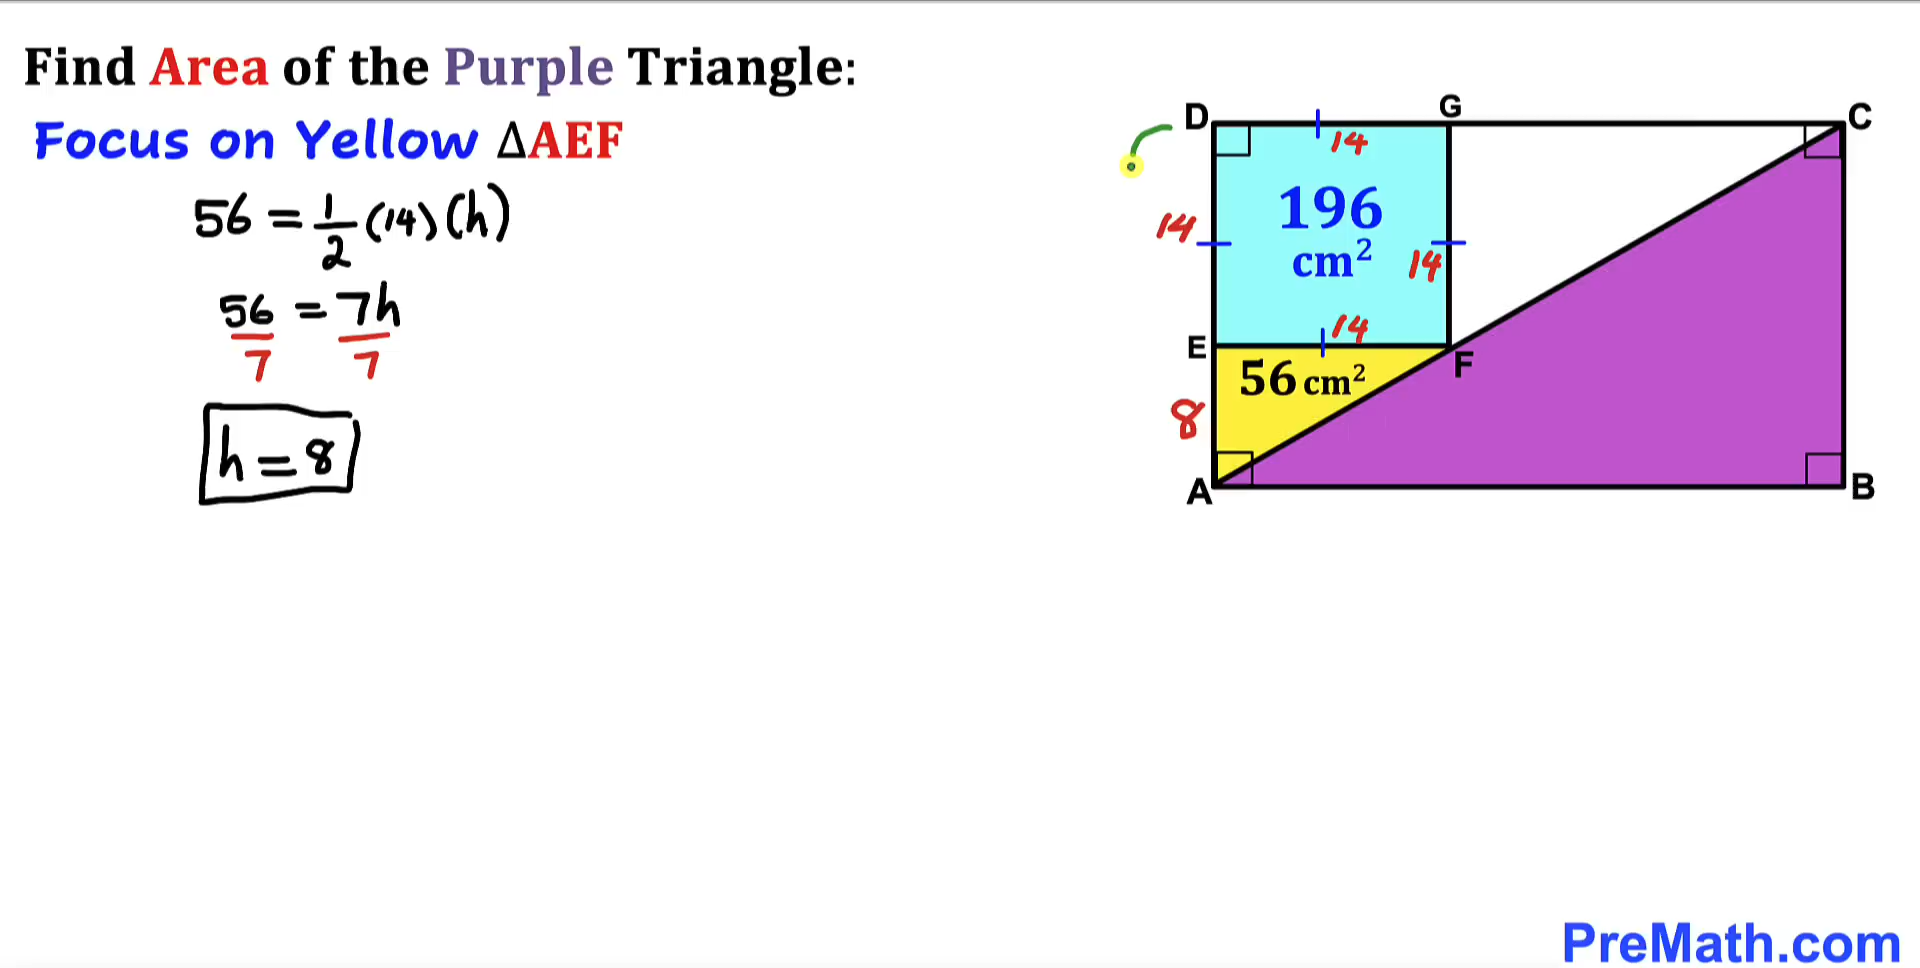 Find Area of the Purple Triangle:
Focus on Yellow ΔAEF
56 = 1/2 (14)(h)
56 = 7h
7 7
h = 8
D
G
C
14
14
196
cm²
14
14
E
F
56 cm²
8
A
B
PreMath.com